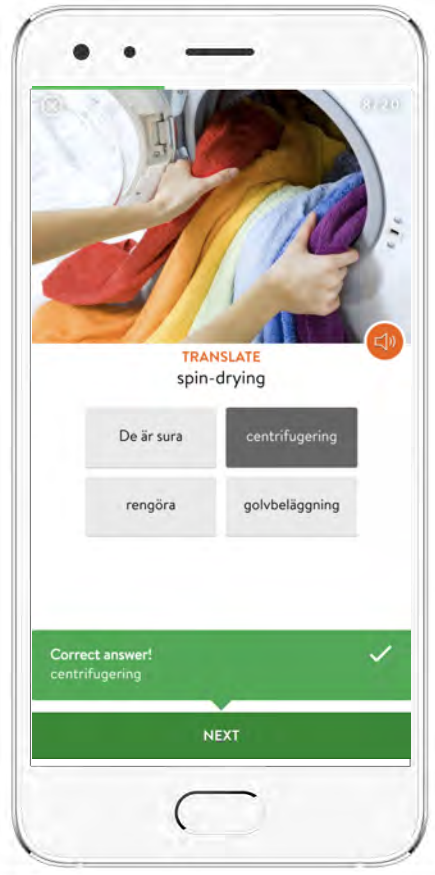 8/20
TRANSLATE
spin-drying
De är sura
centrifugering
rengöra
golvbeläggning
Correct answer!
centrifugering
NEXT